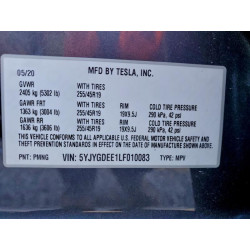 05/20 MFD BY TESLA, INC.
GVWR WITH TIRES
2405 kg (5302 lb) 255/45R19
GAWR FRT WITH TIRES RIM COLD TIRE PRESSURE
1363 kg (3004 lb) 255/45R19 19X9.5J 290 kPa, 42 psi
GAWR RR WITH TIRES RIM COLD TIRE PRESSURE
1636 kg (3606 lb) 255/45R19 19X9.5J 290 kPa, 42 psi
THIS VEHICLE CONFORMS TO ALL APPLICABLE U.S. FEDERAL MOTOR VEHICLE SAFETY AND
THEFT PREVENTION STANDARDS IN EFFECT ON THE DATE OF MANUFACTURE SHOWN ABOVE.
PNT: PMNG VIN: 5YJYGDEE1LF010083 TYPE: MPV